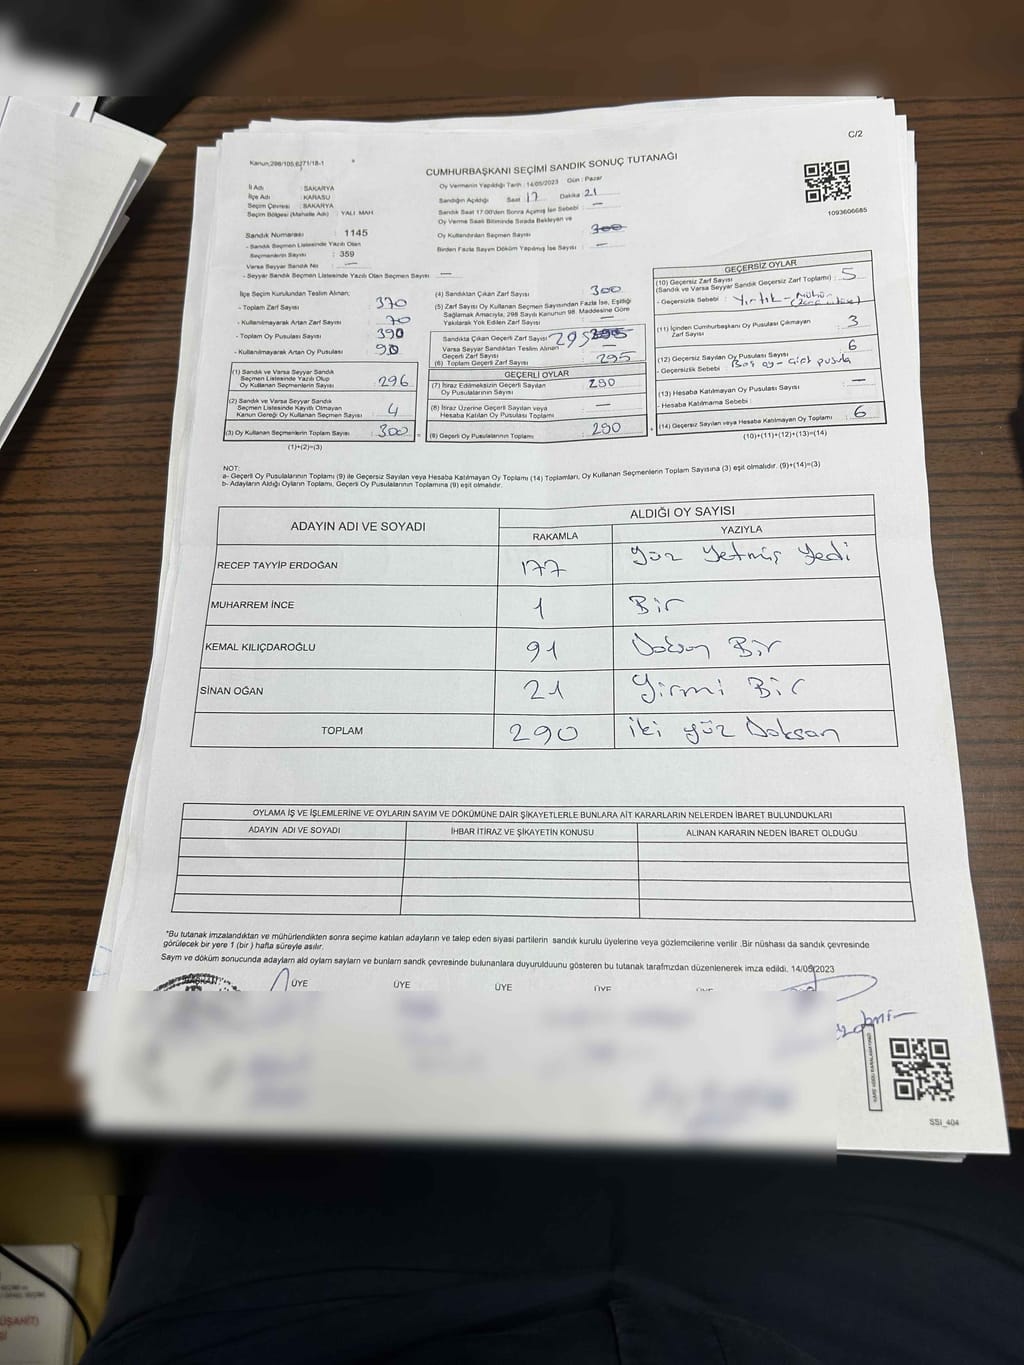 C/2
Kanun;298/105,6271/18-1
CUMHURBAŞKANI SEÇİMİ SANDIK SONUÇ TUTANAĞI
İl Adı : SAKARYA
İlçe Adı : KARASU
Seçim Çevresi : SAKARYA
Seçim Bölgesi (Mahalle Adı) : YALI MAH.
Oy Vermenin Yapıldığı Tarih : 14/05/2023 Gün : Pazar
Sandığın Açıldığı Saat 17 Dakika 21
Sandık Saat 17:00'den Sonra Açılmış İse Sebebi : —
Oy Verme Saati Bitiminde Sırada Bekleyen ve
Oy Kullandırılan Seçmen Sayısı 300
Birden Fazla Sayım Döküm Yapılmış İse Sayısı : —
1093606685
Sandık Numarası : 1145
- Sandık Seçmen Listesinde Yazılı Olan
Seçmenlerin Sayısı : 359
Varsa Seyyar Sandık No : —
- Seyyar Sandık Seçmen Listesinde Yazılı Olan Seçmen Sayısı : —
İlçe Seçim Kurulundan Teslim Alınan;
- Toplam Zarf Sayısı : 370
- Kullanılmayarak Artan Zarf Sayısı : 70
- Toplam Oy Pusulası Sayısı : 390
- Kullanılmayarak Artan Oy Pusulası : 90
(1) Sandık ve Varsa Seyyar Sandık
Seçmen Listesinde Yazılı Olup
Oy Kullanan Seçmenlerin Sayısı : 296
(2) Sandık ve Varsa Seyyar Sandık
Seçmen Listesinde Kayıtlı Olmayan
Kanun Gereği Oy Kullanan Seçmen Sayısı : 4
(3) Oy Kullanan Seçmenlerin Toplam Sayısı : 300
(1)+(2)=(3)
(4) Sandıktan Çıkan Zarf Sayısı : 300
(5) Zarf Sayısı Oy Kullanan Seçmen Sayısından Fazla İse, Eşitliği
Sağlamak Amacıyla, 298 Sayılı Kanunun 98. Maddesine Göre
Yakılarak Yok Edilen Zarf Sayısı : —
Sandıkta Çıkan Geçerli Zarf Sayısı : 295
Varsa Seyyar Sandıktan Teslim Alınan
Geçerli Zarf Sayısı : —
(6) Toplam Geçerli Zarf Sayısı : 295
GEÇERLİ OYLAR
(7) İtiraz Edilmeksizin Geçerli Sayılan
Oy Pusulalarının Sayısı : 290
(8) İtiraz Üzerine Geçerli Sayılan veya
Hesaba Katılan Oy Pusulası Toplamı : —
(9) Geçerli Oy Pusulalarının Toplamı : 290
GEÇERSİZ OYLAR
(10) Geçersiz Zarf Sayısı
(Sandık ve Varsa Seyyar Sandık Geçersiz Zarf Toplamı) : 5
- Geçersizlik Sebebi : Yırtık -
(11) İçinden Cumhurbaşkanı Oy Pusulası Çıkmayan
Zarf Sayısı : 3
(12) Geçersiz Sayılan Oy Pusulası Sayısı : 6
- Geçersizlik Sebebi : Boş oy - pusula
(13) Hesaba Katılmayan Oy Pusulası Sayısı : —
- Hesaba Katılmama Sebebi :
(14) Geçersiz Sayılan veya Hesaba Katılmayan Oy Toplamı : 6
(10)+(11)+(12)+(13)=(14)
NOT:
a- Geçerli Oy Pusulalarının Toplamı (9) ile Geçersiz Sayılan veya Hesaba Katılmayan Oy Toplamı (14) Toplamları, Oy Kullanan Seçmenlerin Toplam Sayısına (3) eşit olmalıdır. (9)+(14)=(3)
b- Adayların Aldığı Oyların Toplamı, Geçerli Oy Pusulalarının Toplamına (9) eşit olmalıdır.
ADAYIN ADI VE SOYADI
ALDIĞI OY SAYISI
RAKAMLA YAZIYLA
RECEP TAYYİP ERDOĞAN 177 Yüz Yetmiş Yedi
MUHARREM İNCE 1 Bir
KEMAL KILIÇDAROĞLU 91 Doksan Bir
SİNAN OĞAN 21 Yirmi Bir
TOPLAM 290 iki yüz Doksan
OYLAMA İŞ VE İŞLEMLERİNE VE OYLARIN SAYIM VE DÖKÜMÜNE DAİR ŞİKAYETLERLE BUNLARA AİT KARARLARIN NELERDEN İBARET BULUNDUKLARI
ADAYIN ADI VE SOYADI İHBAR İTİRAZ VE ŞİKAYETİN KONUSU ALINAN KARARIN NEDEN İBARET OLDUĞU
*Bu tutanak imzalandıktan ve mühürlendikten sonra seçime katılan adayların ve talep eden siyasi partilerin sandık kurulu üyelerine veya gözlemcilerine verilir .Bir nüshası da sandık çevresinde
görülecek bir yere 1 (bir ) hafta süreyle asılır.
Sayım ve döküm sonucunda adayların ald oylarn sayları ve bunların sandk çevresinde bulunanlara duyurulduunu gösteren bu tutanak tarafmzdan düzenlenerek imza edildi. 14/05/2023
ÜYE ÜYE ÜYE ÜYE ÜYE
SSİ_404